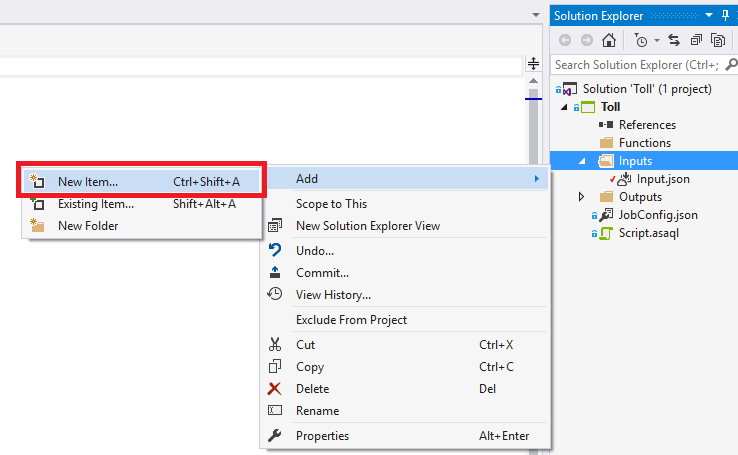 Solution Explorer
Search Solution Explorer (Ctrl+;
Solution 'Toll' (1 project)
Toll
References
Functions
Inputs
Input.json
Outputs
JobConfig.json
Script.asaql
New Item... Ctrl+Shift+A
Existing Item... Shift+Alt+A
New Folder
Add
Scope to This
New Solution Explorer View
Undo...
Commit...
View History...
Exclude From Project
Cut Ctrl+X
Copy Ctrl+C
Delete Del
Rename
Properties Alt+Enter